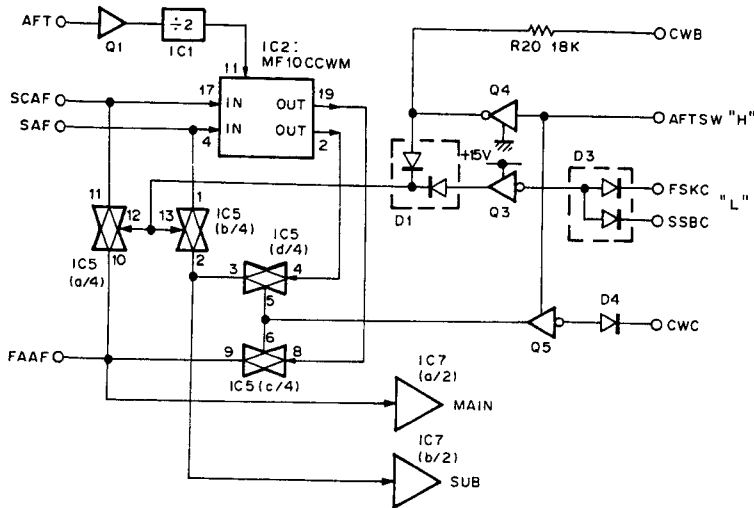 AFT
Q1
÷2
IC1
IC2:
MF10CCWM
11
R20 18K
CWB
SCAF
17
IN
OUT
19
SAF
4
IN
OUT
2
Q4
AFTSW "H"
+15V
D3
11
12
13
1
IC5
(b/4)
D1
Q3
FSKC
"L"
SSBC
10
IC5
(a/4)
2
IC5
(d/4)
3
4
5
D4
Q5
CWC
6
FAAF
9
8
IC5(c/4)
IC7
(a/2)
MAIN
IC7
(b/2)
SUB